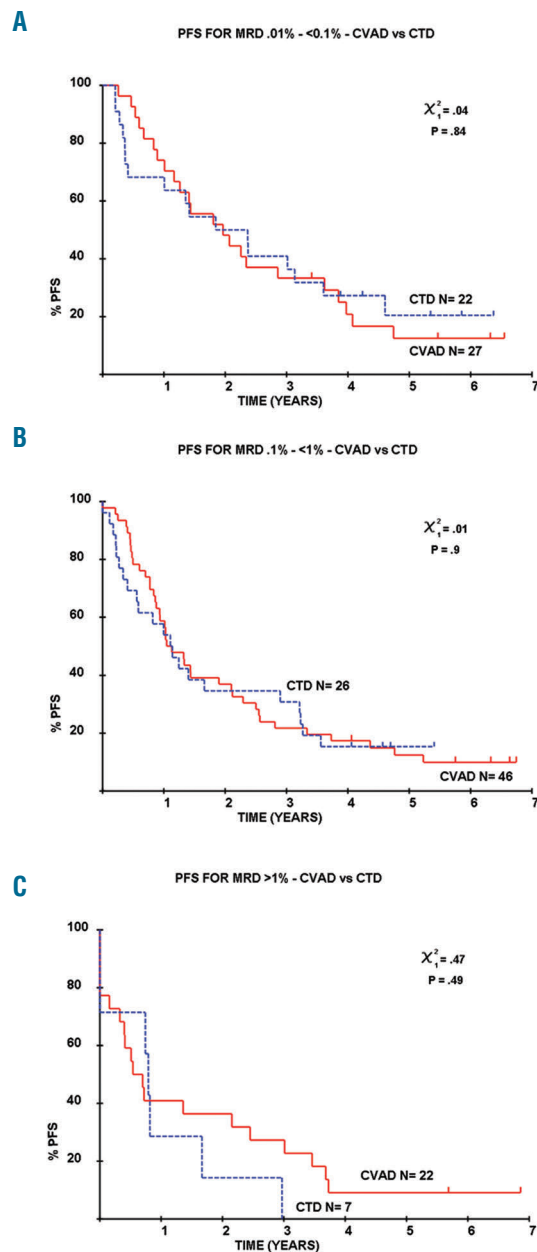 A
PFS FOR MRD .01% - <0.1% - CVAD vs CTD
χ²₁ = .04
P = .84
100
80
60
40
20
% PFS
CTD N= 22
CVAD N= 27
1 2 3 4 5 6 7
TIME (YEARS)
B
PFS FOR MRD .1% - <1% - CVAD vs CTD
χ²₁ = .01
P = .9
100
80
60
40
20
% PFS
CTD N= 26
CVAD N= 46
1 2 3 4 5 6 7
TIME (YEARS)
C
PFS FOR MRD >1% - CVAD vs CTD
χ²₁ = .47
P = .49
100
80
60
40
20
% PFS
CVAD N= 22
CTD N= 7
1 2 3 4 5 6 7
TIME (YEARS)